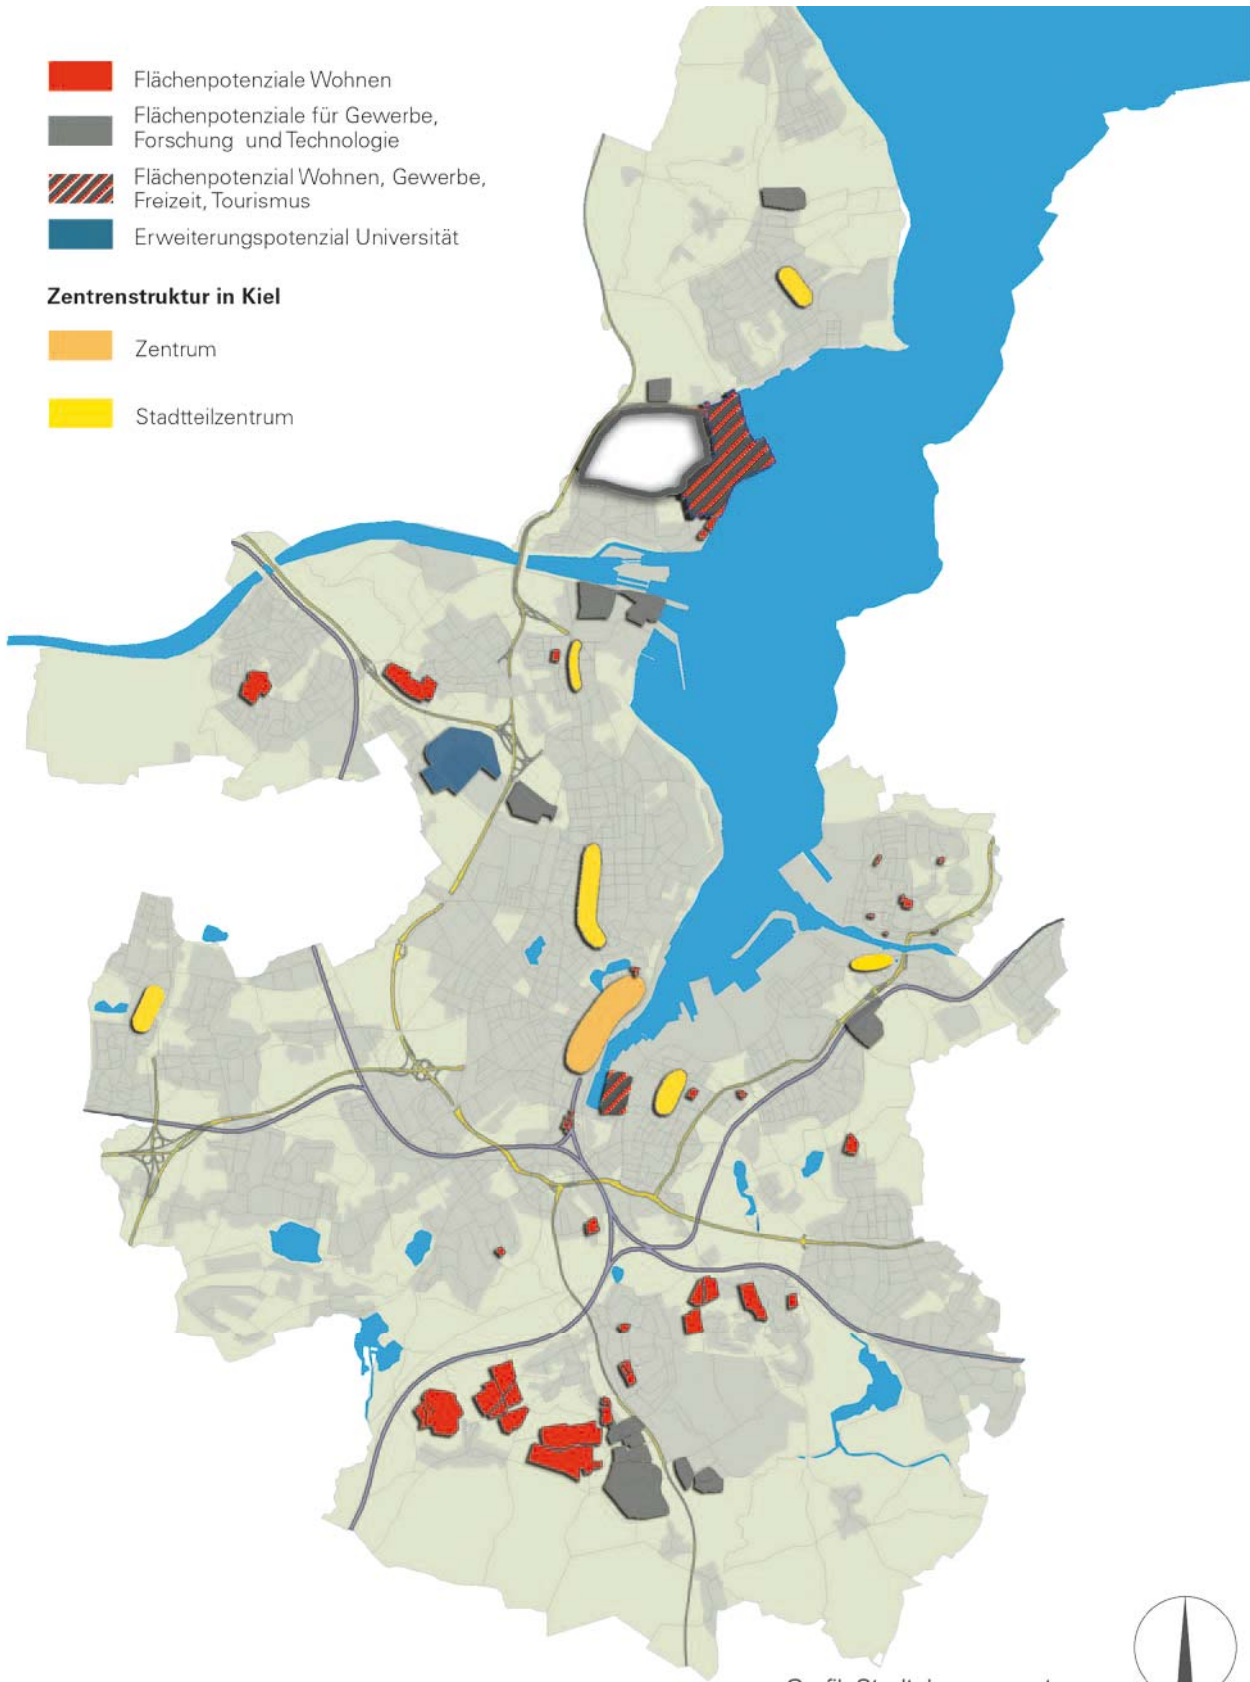 Flächenpotenziale Wohnen
Flächenpotenziale für Gewerbe,
Forschung und Technologie
Flächenpotenzial Wohnen, Gewerbe,
Freizeit, Tourismus
Erweiterungspotenzial Universität
Zentrenstruktur in Kiel
Zentrum
Stadtteilzentrum